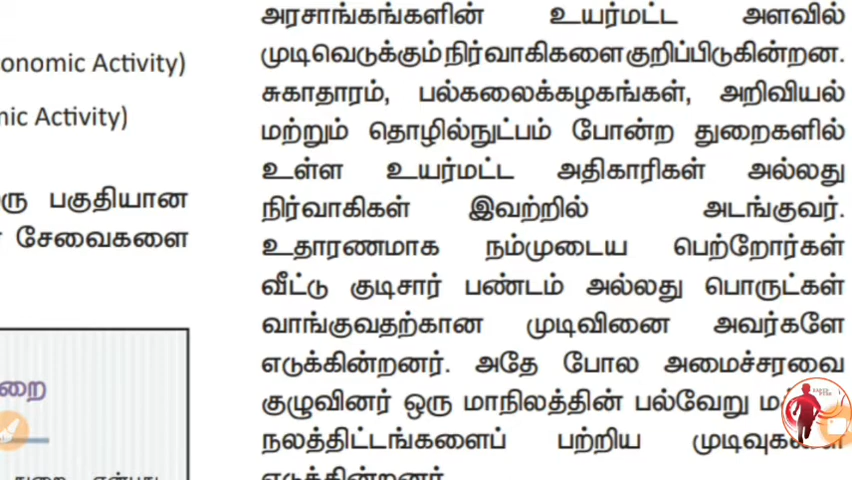 onomic Activity)
ic Activity)
ரு பகுதியான
சேவைகளை
றை
அரசாங்கங்களின் உயர்மட்ட அளவில்
முடிவெடுக்கும் நிர்வாகிகளை குறிப்பிடுகின்றன.
சுகாதாரம், பல்கலைக்கழகங்கள், அறிவியல்
மற்றும் தொழில்நுட்பம் போன்ற துறைகளில்
உள்ள உயர்மட்ட அதிகாரிகள் அல்லது
நிர்வாகிகள் இவற்றில் அடங்குவர்.
உதாரணமாக நம்முடைய பெற்றோர்கள்
வீட்டு குடிசார் பண்டம் அல்லது பொருட்கள்
வாங்குவதற்கான முடிவினை அவர்களே
எடுக்கின்றனர். அதே போல அமைச்சரவை
குழுவினர் ஒரு மாநிலத்தின் பல்வேறு
நலத்திட்டங்களைப் பற்றிய முடிவுகளை
எடுக்கின்றனர்